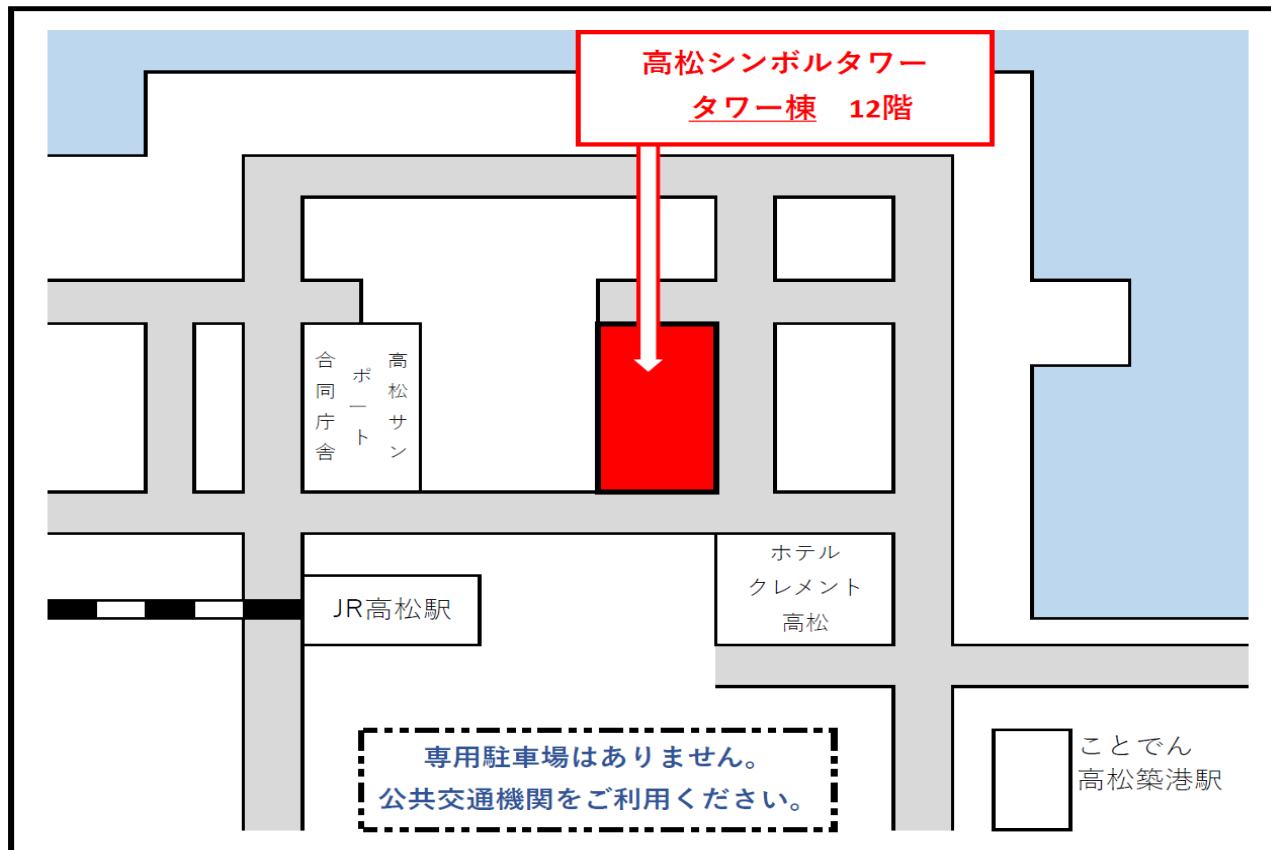 高松シンボルタワー
タワー棟　12階
高松サン
ポート
合同庁舎
ホテル
クレメント
高松
JR高松駅
専用駐車場はありません。
公共交通機関をご利用ください。
ことでん
高松築港駅